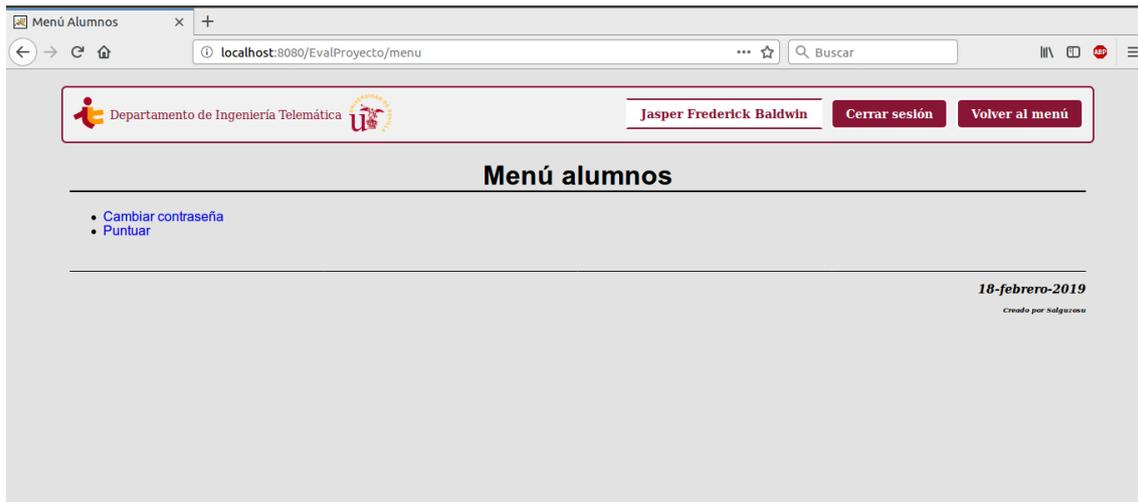 Menú Alumnos
localhost:8080/EvalProyecto/menu
Buscar
ABP
Departamento de Ingeniería Telemática
Jasper Frederick Baldwin
Cerrar sesión
Volver al menú
Menú alumnos
Cambiar contraseña
Puntuar
18-febrero-2019
Creado por Salguzosu